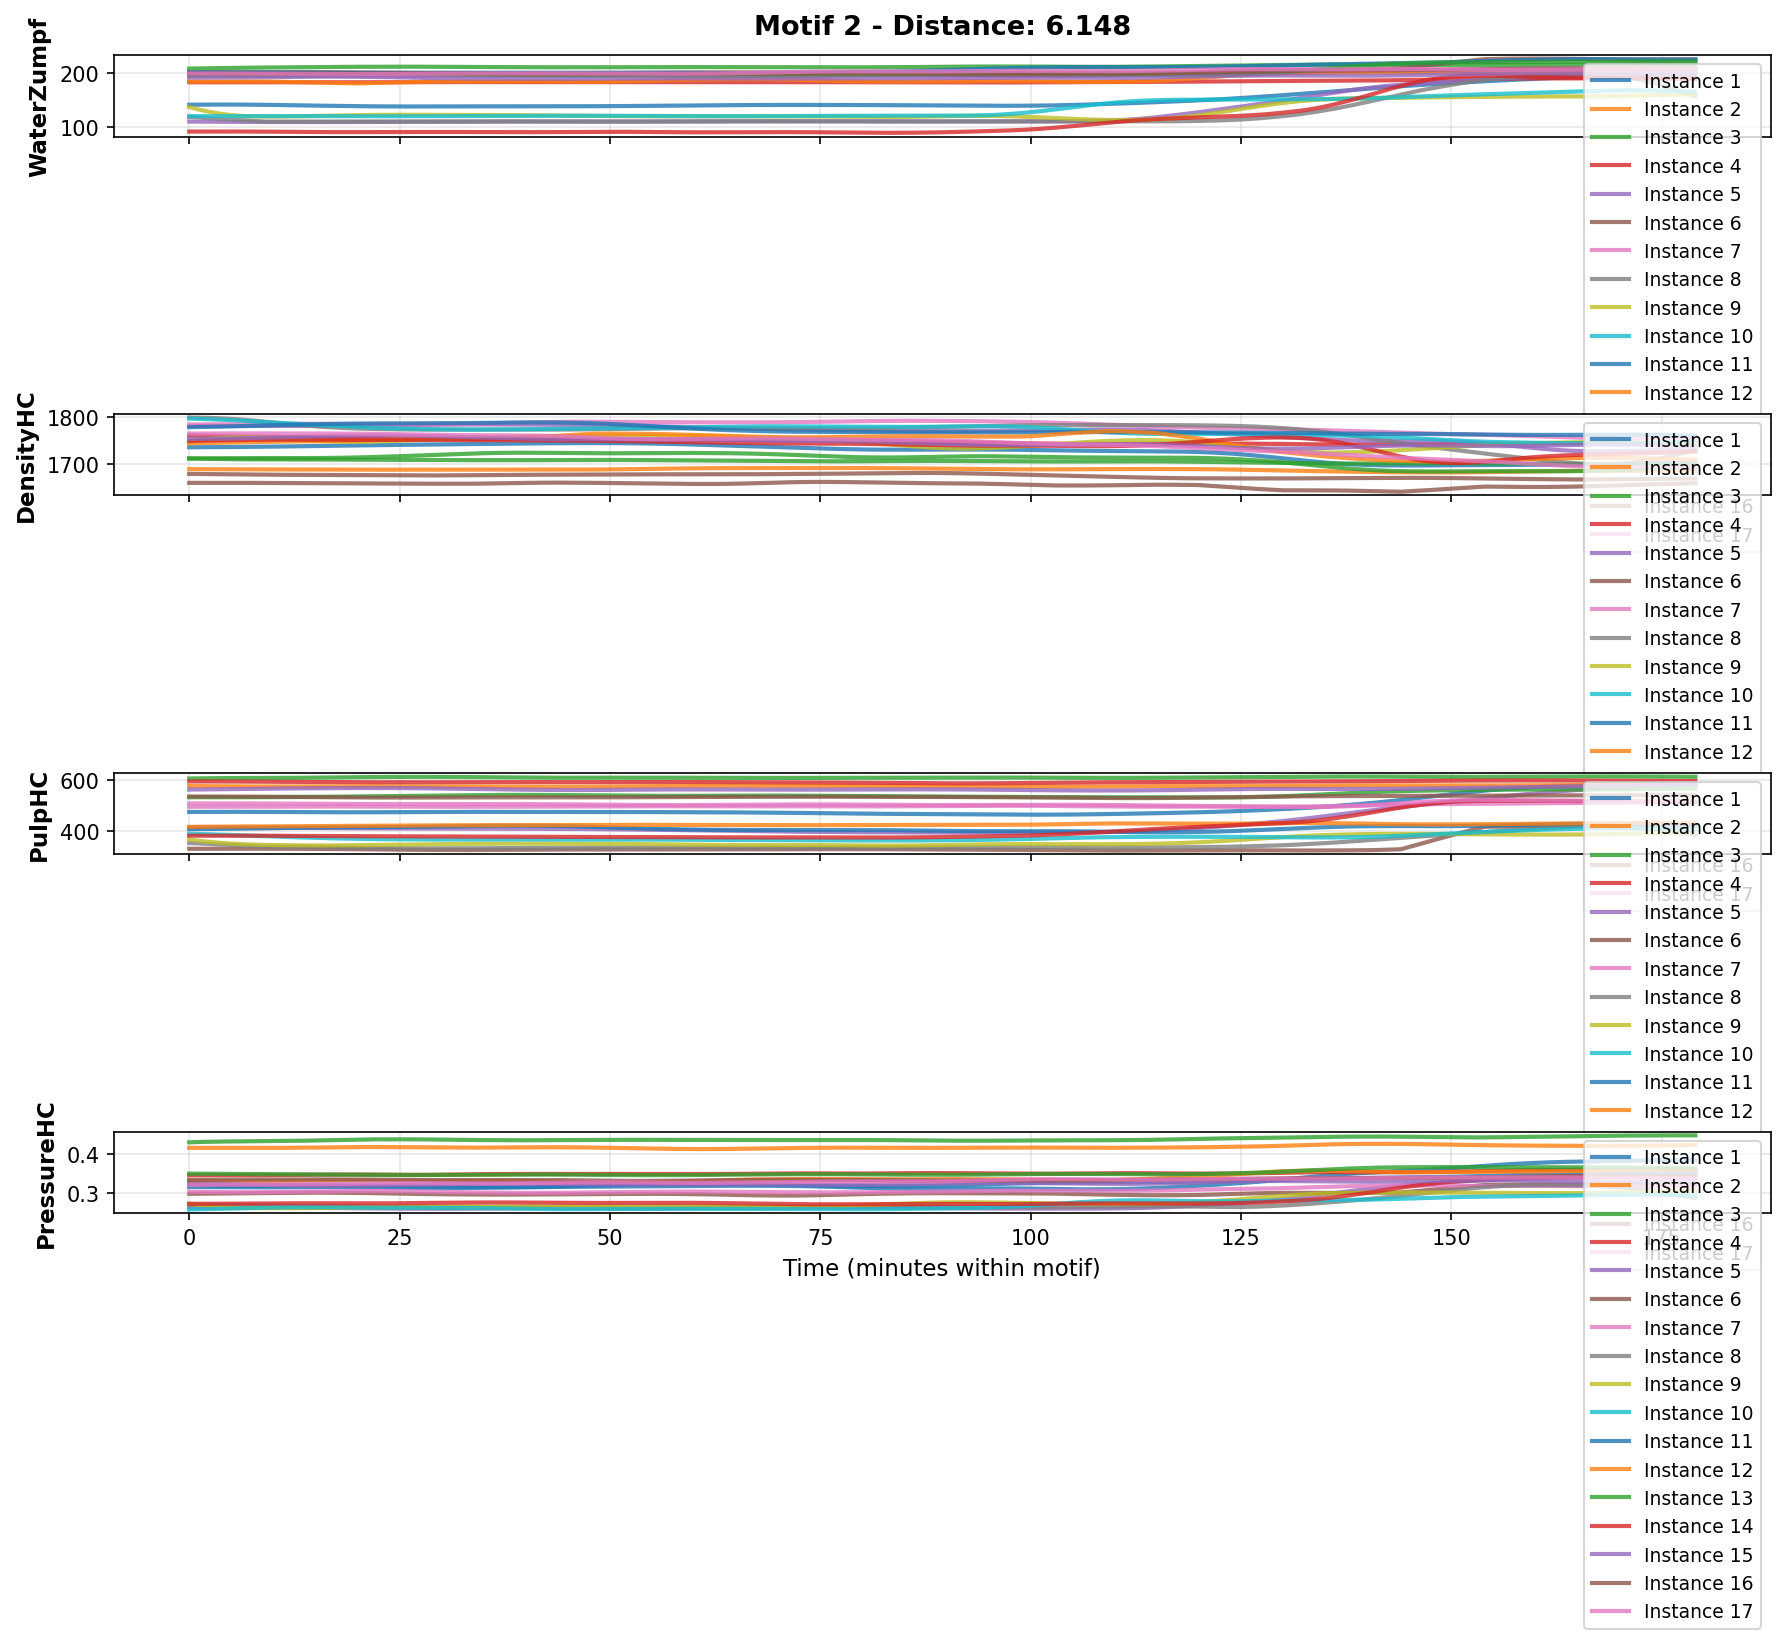 Motif 2 - Distance: 6.148
WaterZumpf
200
100
Instance 1
Instance 2
Instance 3
Instance 4
Instance 5
Instance 6
Instance 7
Instance 8
Instance 9
Instance 10
Instance 11
Instance 12
DensityHC
1800
1700
Instance 1
Instance 2
Instance 3
Instance 16
Instance 4
Instance 17
Instance 5
Instance 6
Instance 7
Instance 8
Instance 9
Instance 10
Instance 11
Instance 12
PulpHC
600
400
Instance 1
Instance 2
Instance 3
Instance 16
Instance 4
Instance 17
Instance 5
Instance 6
Instance 7
Instance 8
Instance 9
Instance 10
Instance 11
Instance 12
PressureHC
0.4
0.3
Instance 1
Instance 2
Instance 3
Instance 16
Instance 4
Instance 17
Instance 5
Instance 6
Instance 7
Instance 8
Instance 9
Instance 10
Instance 11
Instance 12
Instance 13
Instance 14
Instance 15
Instance 16
Instance 17
0 25 50 75 100 125 150 175
Time (minutes within motif)